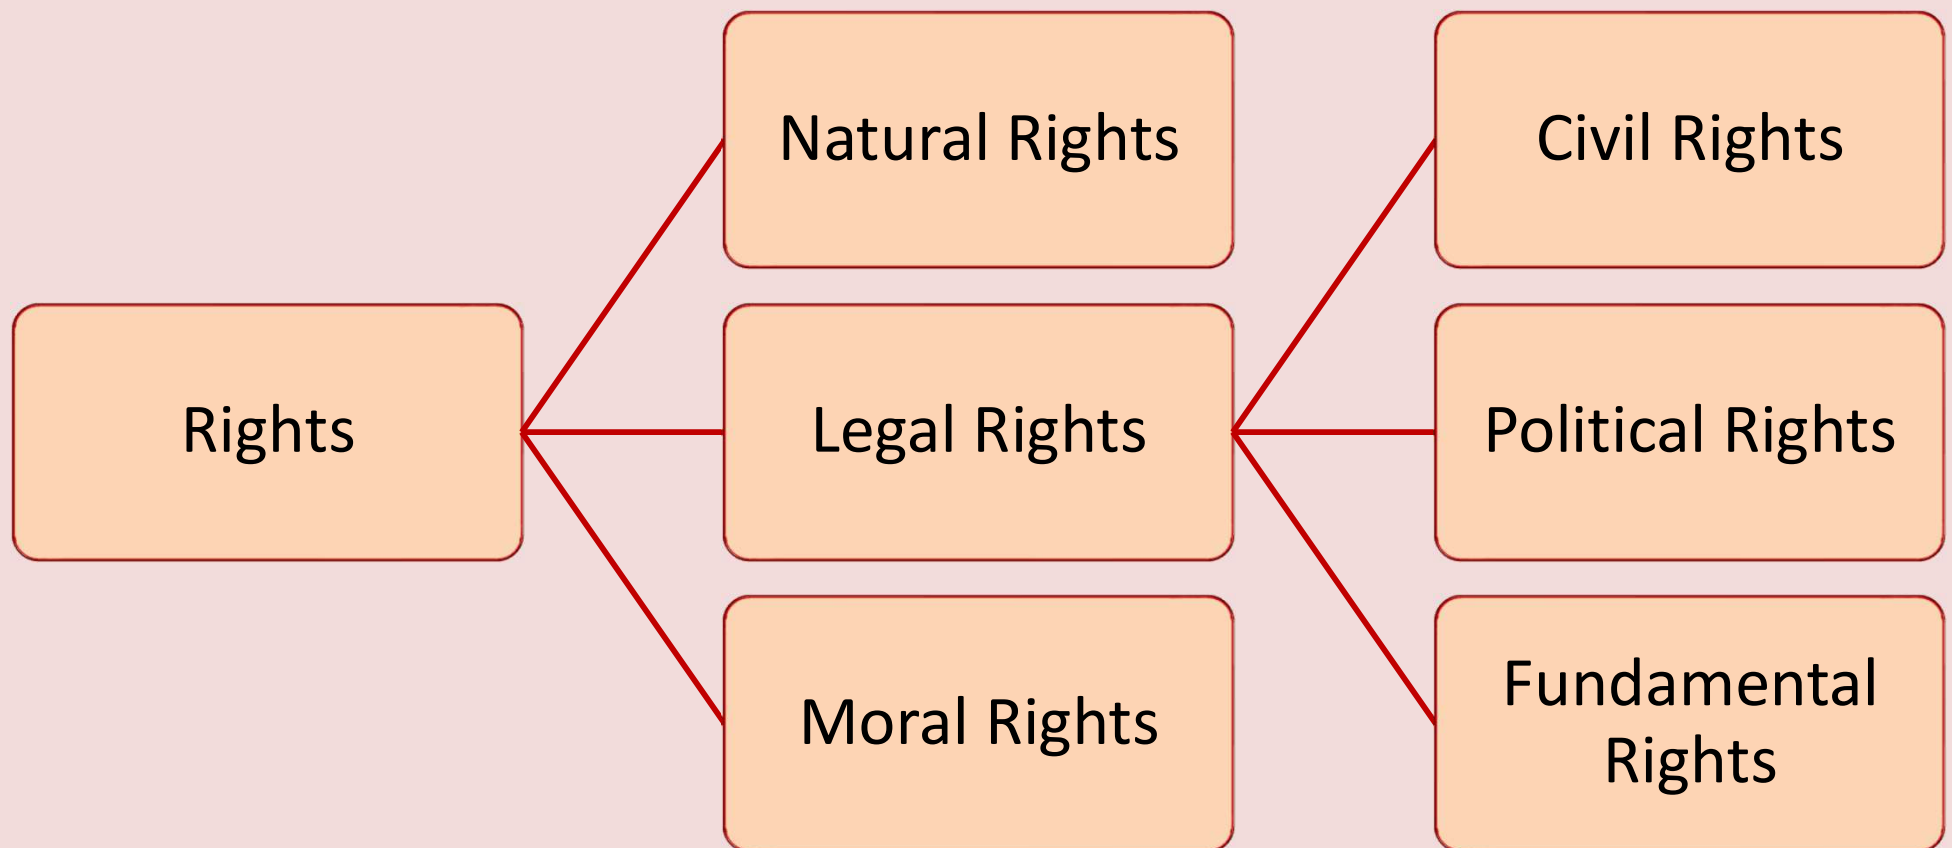 Rights
Natural Rights
Legal Rights
Moral Rights
Civil Rights
Political Rights
Fundamental
Rights